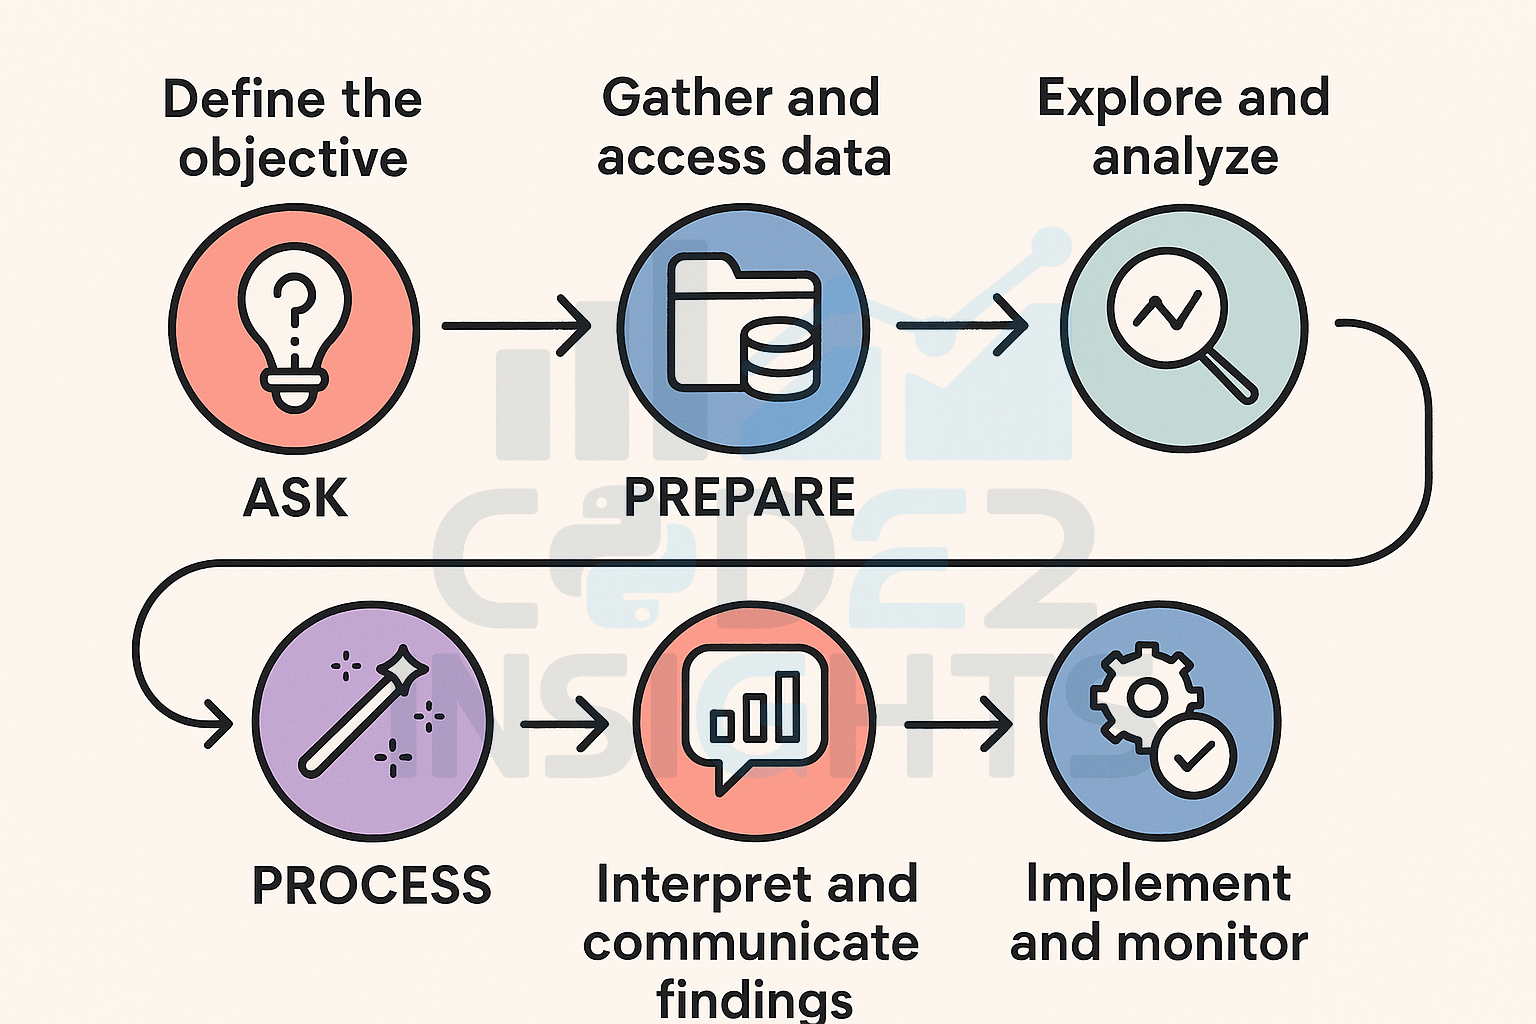 Define the
objective
Gather and
access data
Explore and
analyze
ASK
PREPARE
CODE2
INSIGHTS
PROCESS
Interpret and
communicate
findings
Implement
and monitor